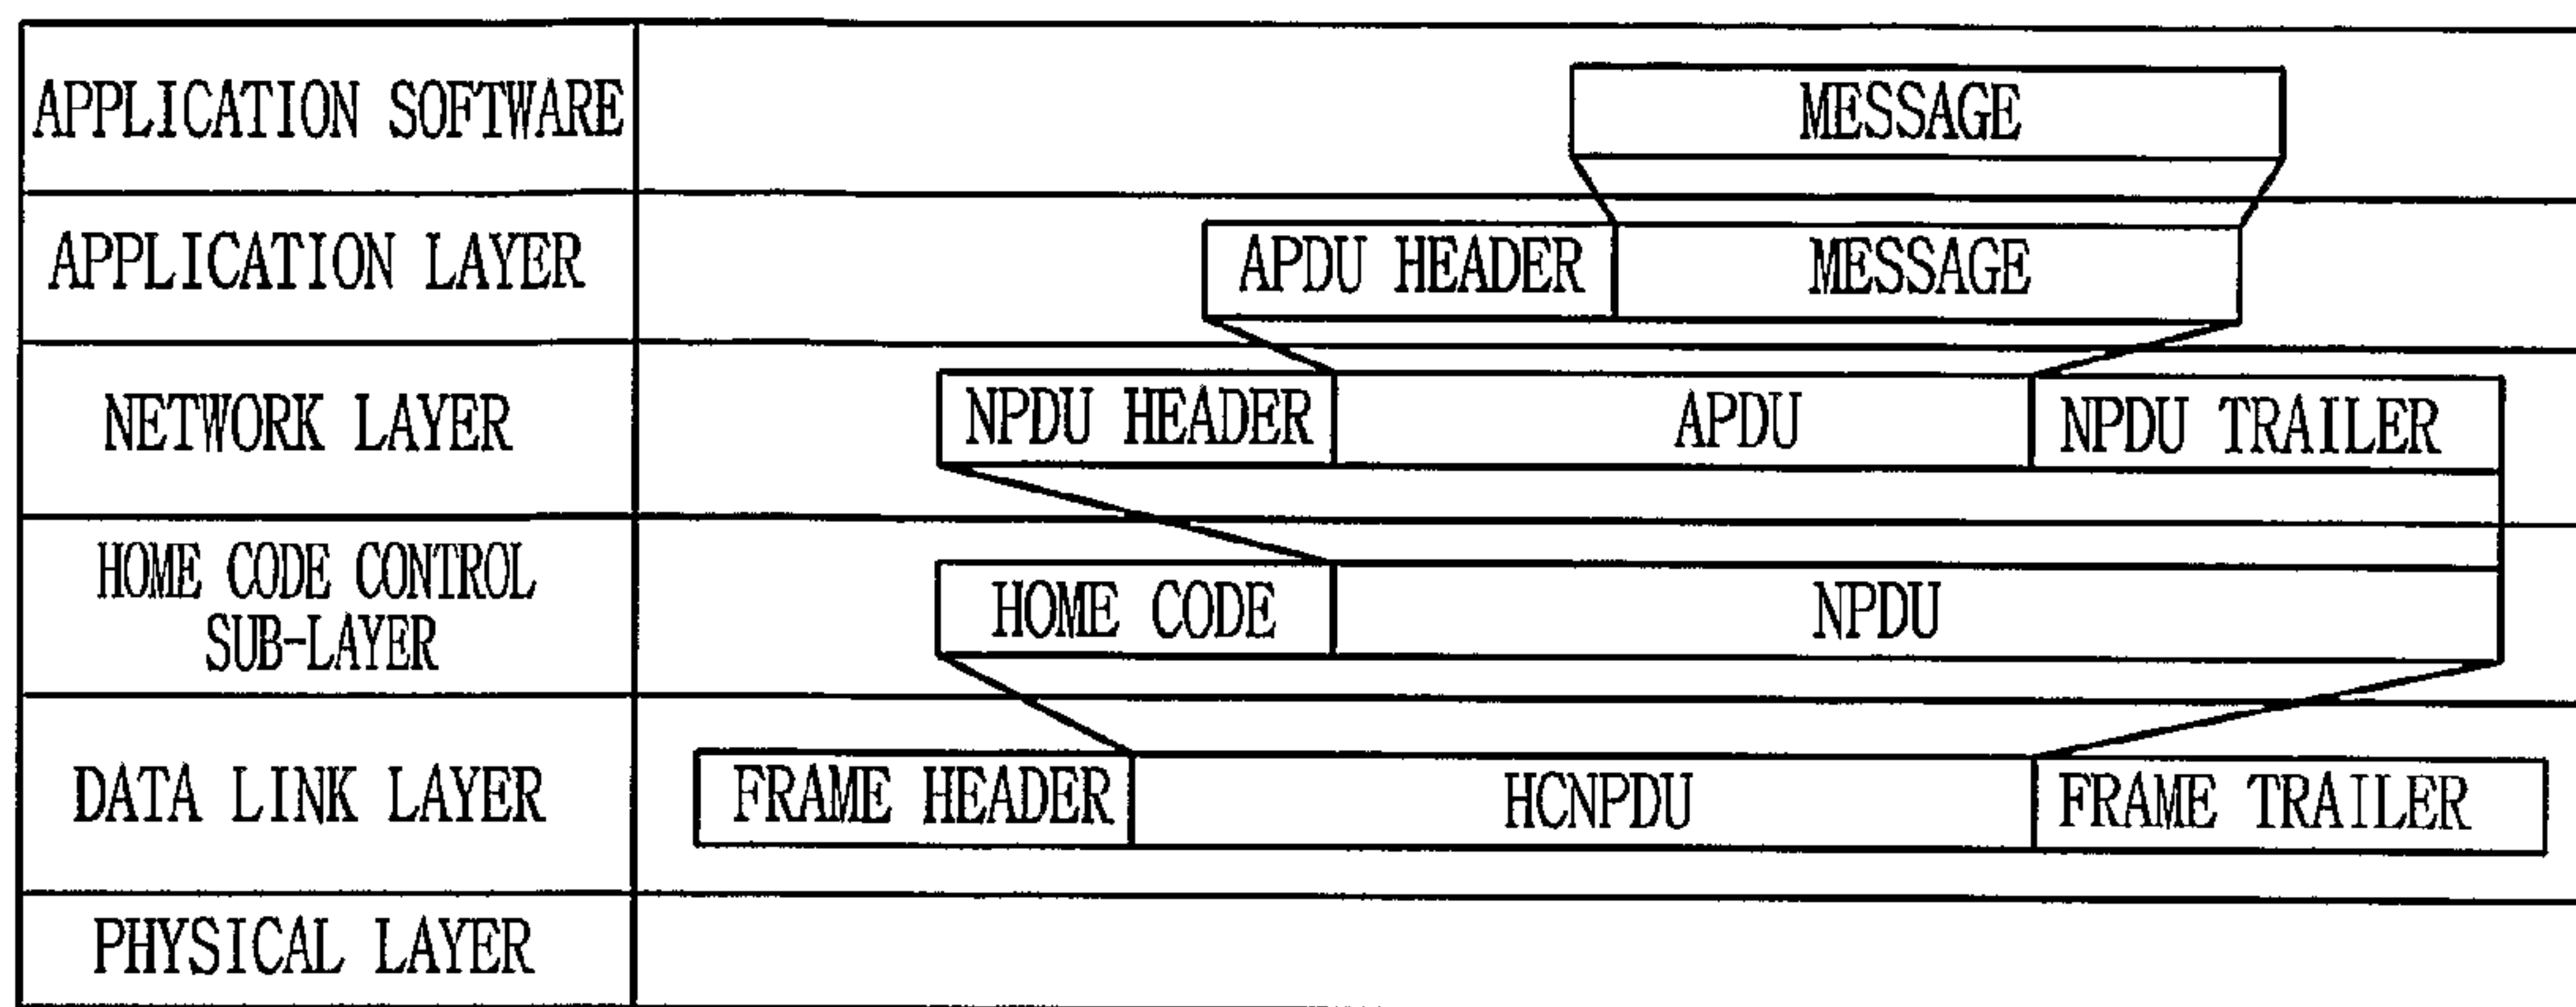 APPLICATION SOFTWARE
MESSAGE
APPLICATION LAYER
APDU HEADER
MESSAGE
NETWORK LAYER
NPDU HEADER
APDU
NPDU TRAILER
HOME CODE CONTROL
SUB-LAYER
HOME CODE
NPDU
DATA LINK LAYER
FRAME HEADER
HCNPDU
FRAME TRAILER
PHYSICAL LAYER